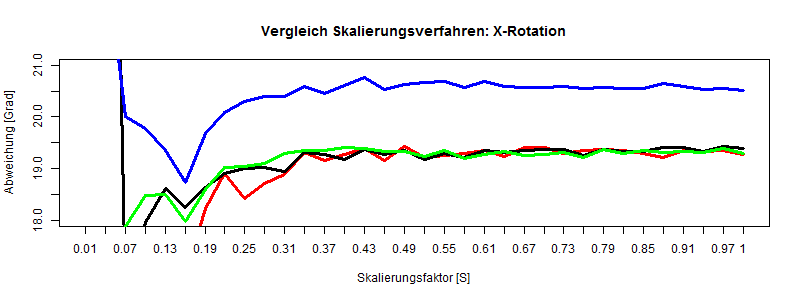 Vergleich Skalierungsverfahren: X-Rotation
Abweichung [Grad]
21.0
20.0
19.0
18.0
0.01 0.07 0.13 0.19 0.25 0.31 0.37 0.43 0.49 0.55 0.61 0.67 0.73 0.79 0.85 0.91 0.97 1
Skalierungsfaktor [S]